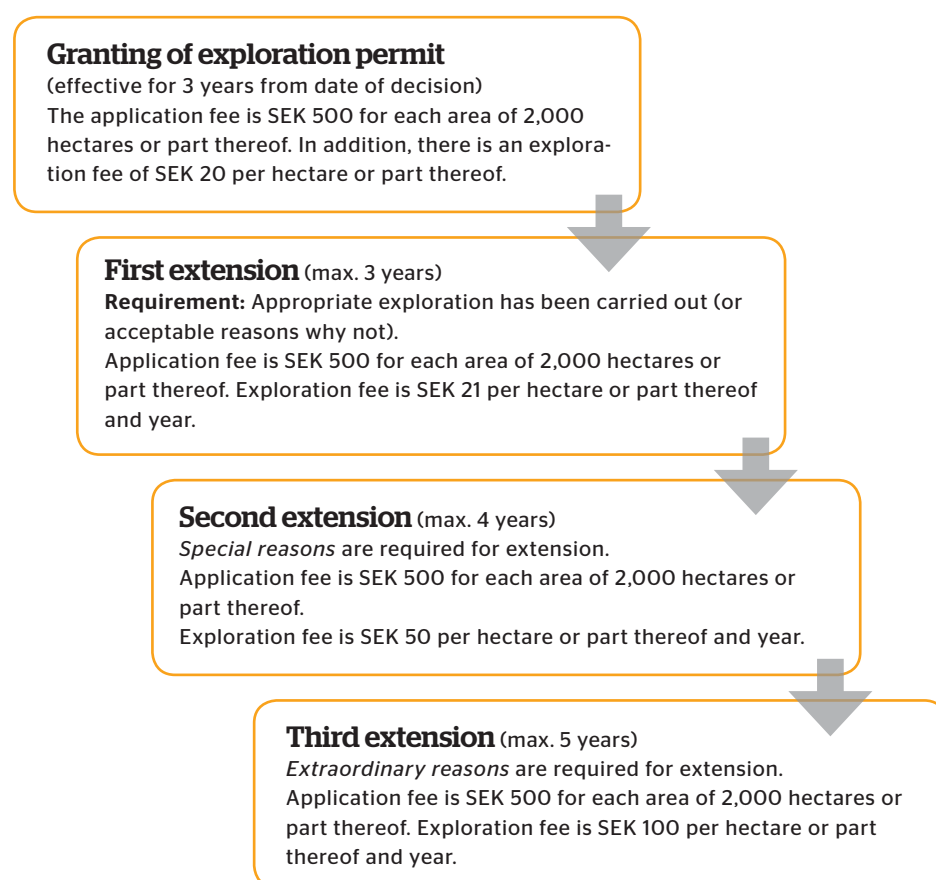 Granting of exploration permit
(effective for 3 years from date of decision)
The application fee is SEK 500 for each area of 2,000
hectares or part thereof. In addition, there is an explora-
tion fee of SEK 20 per hectare or part thereof.
First extension (max. 3 years)
Requirement: Appropriate exploration has been carried out (or
acceptable reasons why not).
Application fee is SEK 500 for each area of 2,000 hectares or
part thereof. Exploration fee is SEK 21 per hectare or part thereof
and year.
Second extension (max. 4 years)
Special reasons are required for extension.
Application fee is SEK 500 for each area of 2,000 hectares or
part thereof.
Exploration fee is SEK 50 per hectare or part thereof and year.
Third extension (max. 5 years)
Extraordinary reasons are required for extension.
Application fee is SEK 500 for each area of 2,000 hectares or
part thereof. Exploration fee is SEK 100 per hectare or part
thereof and year.